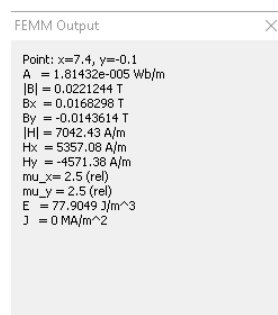 FEMM Output
Point: x=7.4, y=-0.1
A = 1.81432e-005 Wb/m
|B| = 0.0221244 T
Bx = 0.0168298 T
By = -0.0143614 T
|H| = 7042.43 A/m
Hx = 5357.08 A/m
Hy = -4571.38 A/m
mu_x= 2.5 (rel)
mu_y = 2.5 (rel)
E = 77.9049 J/m^3
J = 0 MA/m^2